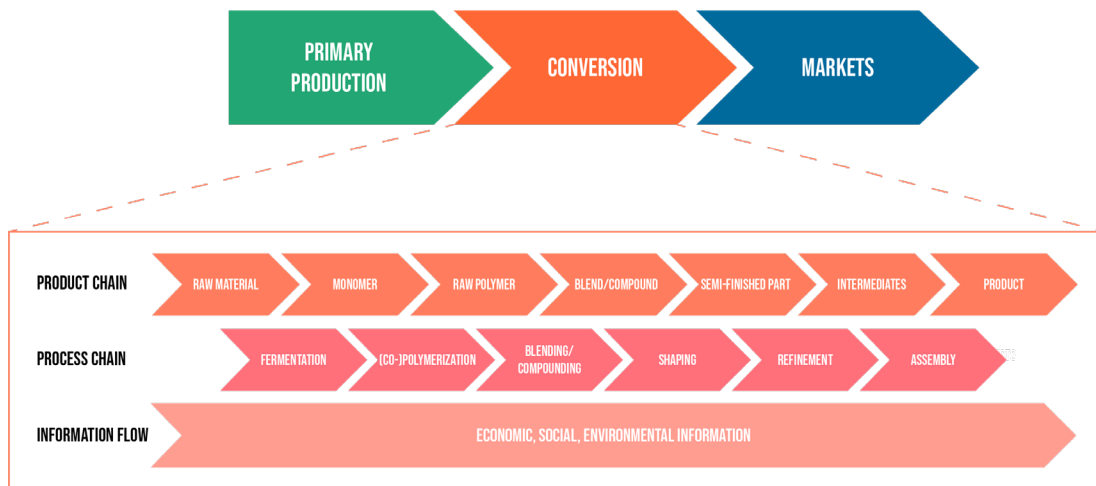 PRIMARY
PRODUCTION
CONVERSION
MARKETS
PRODUCT CHAIN
RAW MATERIAL
MONOMER
RAW POLYMER
BLEND/COMPOUND
SEMI-FINISHED PART
INTERMEDIATES
PRODUCT
PROCESS CHAIN
FERMENTATION
(CO-)POLYMERIZATION
BLENDING/
COMPOUNDING
SHAPING
REFINEMENT
ASSEMBLY
INFORMATION FLOW
ECONOMIC, SOCIAL, ENVIRONMENTAL INFORMATION